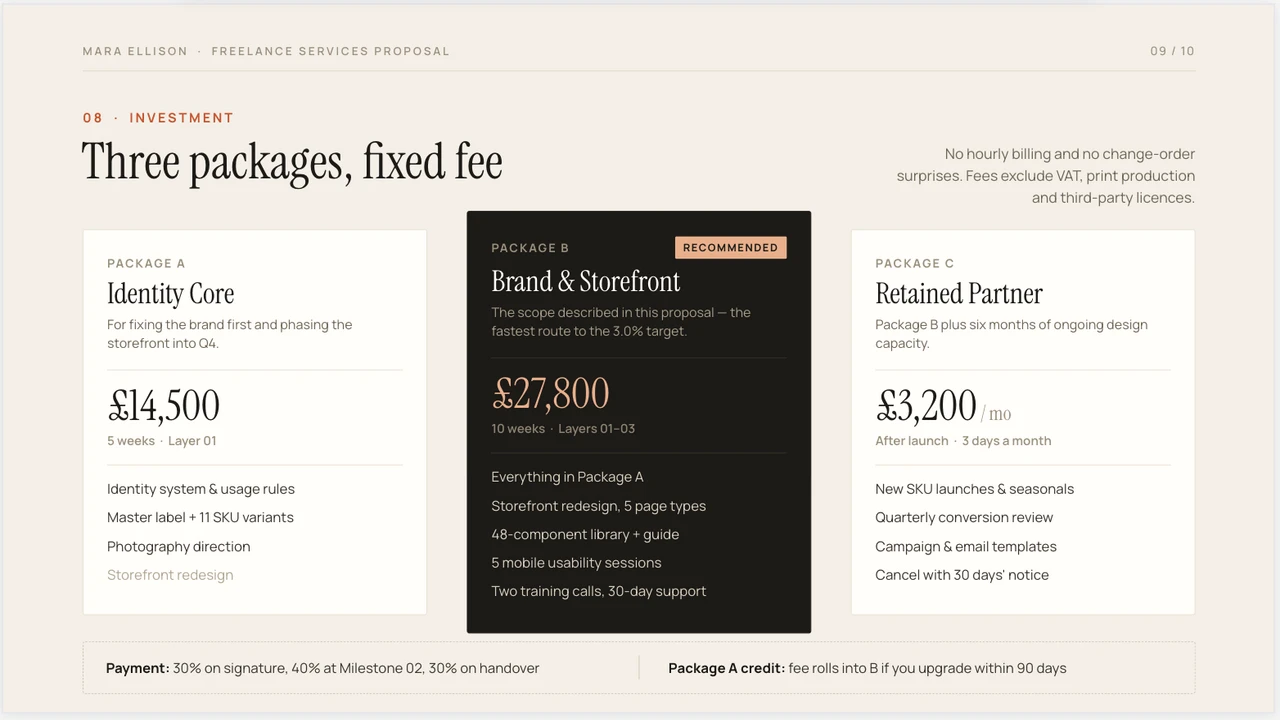 MARA ELLISON · FREELANCE SERVICES PROPOSAL
09 / 10
08 · INVESTMENT
Three packages, fixed fee
No hourly billing and no change-order
surprises. Fees exclude VAT, print production
and third-party licences.
PACKAGE A
Identity Core
For fixing the brand first and phasing the
storefront into Q4.
£14,500
5 weeks · Layer 01
Identity system & usage rules
Master label + 11 SKU variants
Photography direction
Storefront redesign
PACKAGE B
RECOMMENDED
Brand & Storefront
The scope described in this proposal — the
fastest route to the 3.0% target.
£27,800
10 weeks · Layers 01–03
Everything in Package A
Storefront redesign, 5 page types
48-component library + guide
5 mobile usability sessions
Two training calls, 30-day support
PACKAGE C
Retained Partner
Package B plus six months of ongoing design
capacity.
£3,200 / mo
After launch · 3 days a month
New SKU launches & seasonals
Quarterly conversion review
Campaign & email templates
Cancel with 30 days' notice
Payment: 30% on signature, 40% at Milestone 02, 30% on handover
Package A credit: fee rolls into B if you upgrade within 90 days